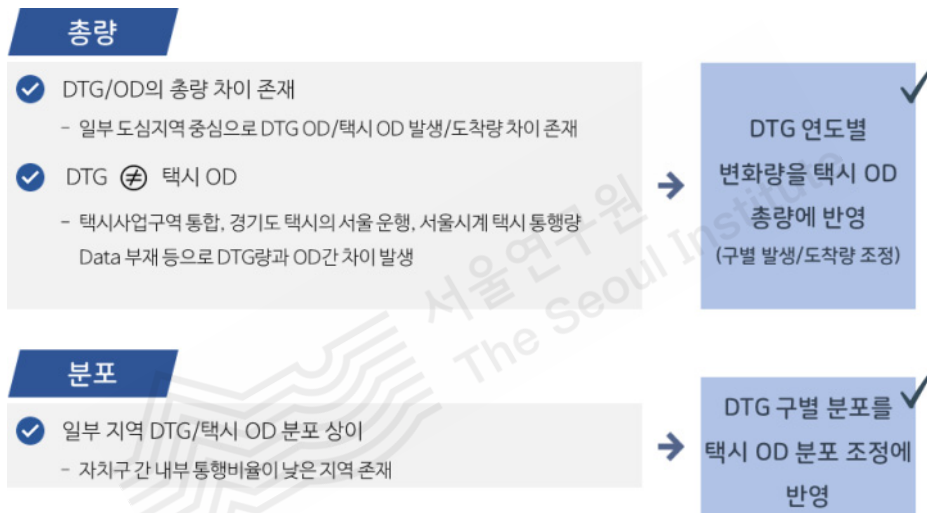 총량
DTG/OD의 총량 차이 존재
- 일부 도심지역 중심으로 DTG OD/택시 OD 발생/도착량 차이 존재
DTG ≠ 택시 OD
- 택시사업구역 통합, 경기도 택시의 서울 운행, 서울시계 택시 통행량
Data 부재 등으로 DTG량과 OD간 차이 발생
DTG 연도별
변화량을 택시 OD
총량에 반영
(구별 발생/도착량 조정)
서울연구원
The Seoul Institute
분포
일부 지역 DTG/택시 OD 분포 상이
- 자치구 간 내부 통행비율이 낮은 지역 존재
DTG 구별 분포를
택시 OD 분포 조정에
반영